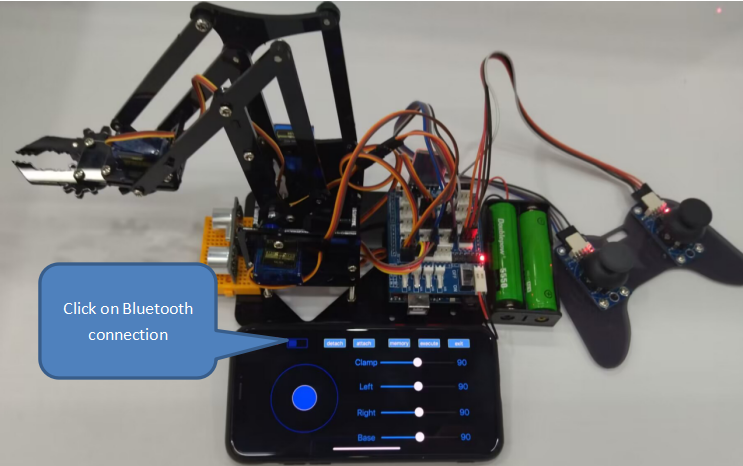 Click on Bluetooth
connection
detach attach memory execute exit
Clamp 90
Left 90
Right 90
Base 90